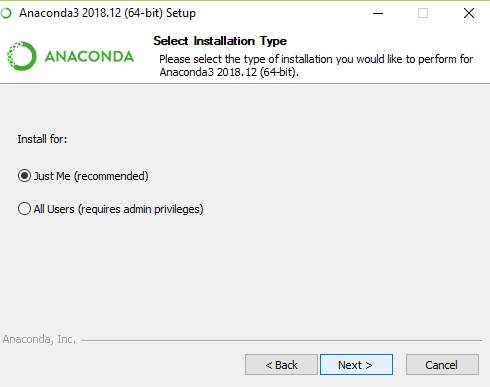 Anaconda3 2018.12 (64-bit) Setup
ANACONDA
Select Installation Type
Please select the type of installation you would like to perform for
Anaconda3 2018.12 (64-bit).
Install for:
Just Me (recommended)
All Users (requires admin privileges)
Anaconda, Inc.
< Back
Next >
Cancel